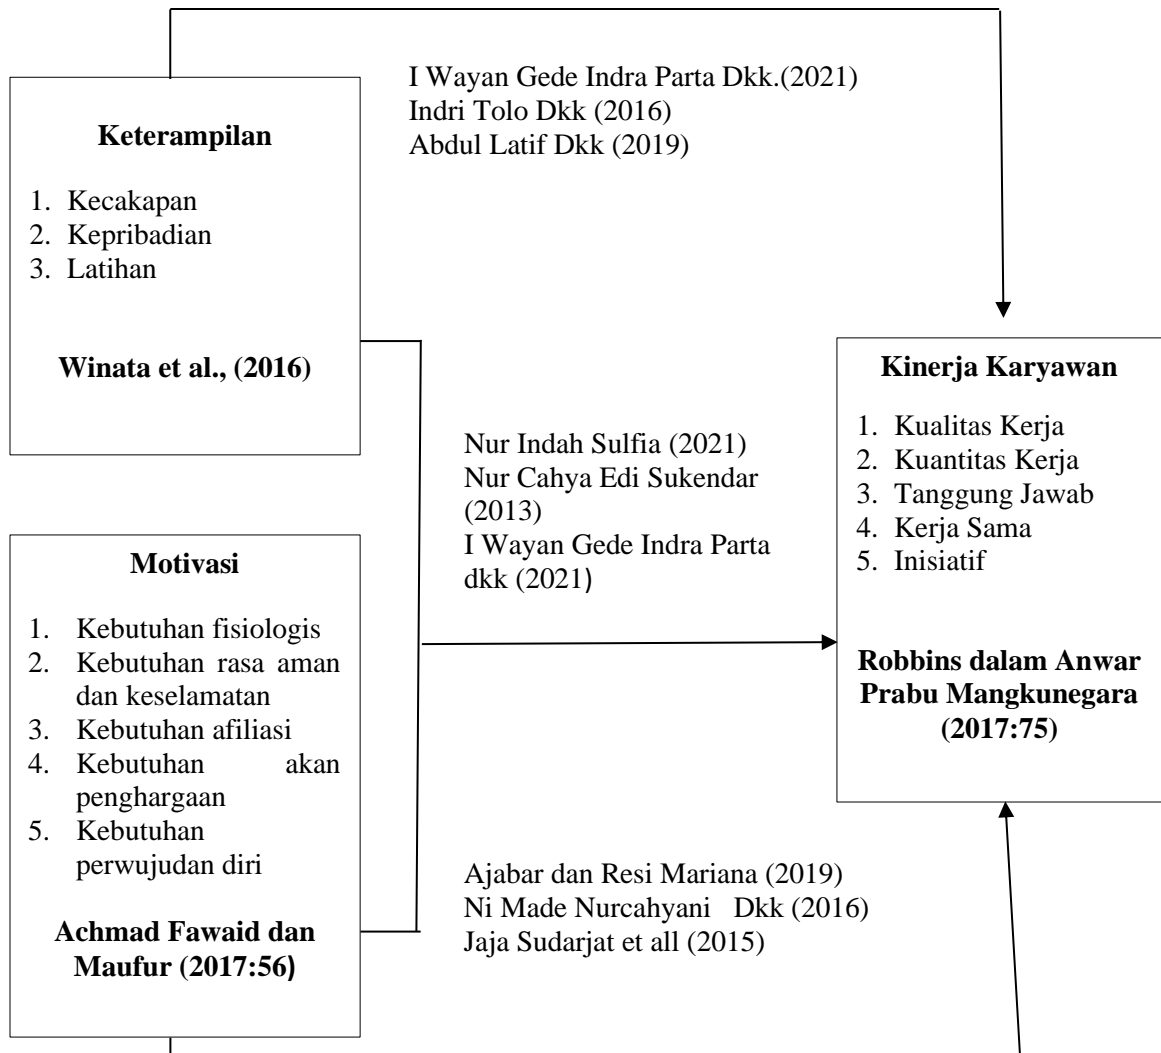 I Wayan Gede Indra Parta Dkk.(2021)
Indri Tolo Dkk (2016)
Abdul Latif Dkk (2019)
Keterampilan
1. Kecakapan
2. Kepribadian
3. Latihan
Winata et al., (2016)
Nur Indah Sulfia (2021)
Nur Cahya Edi Sukendar
(2013)
I Wayan Gede Indra Parta
dkk (2021)
Kinerja Karyawan
1. Kualitas Kerja
2. Kuantitas Kerja
3. Tanggung Jawab
4. Kerja Sama
5. Inisiatif
Robbins dalam Anwar
Prabu Mangkunegara
(2017:75)
Motivasi
1. Kebutuhan fisiologis
2. Kebutuhan rasa aman
dan keselamatan
3. Kebutuhan afiliasi
4. Kebutuhan akan
penghargaan
5. Kebutuhan
perwujudan diri
Achmad Fawaid dan
Maufur (2017:56)
Ajabar dan Resi Mariana (2019)
Ni Made Nurcahyani Dkk (2016)
Jaja Sudarjat et all (2015)